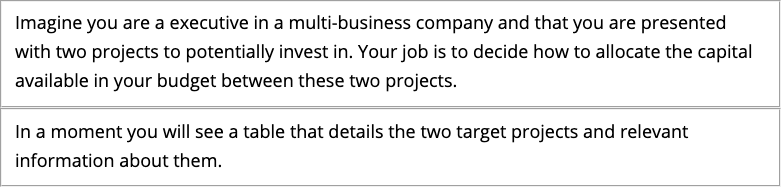 Imagine you are a executive in a multi-business company and that you are presented
with two projects to potentially invest in. Your job is to decide how to allocate the capital
available in your budget between these two projects.
In a moment you will see a table that details the two target projects and relevant
information about them.